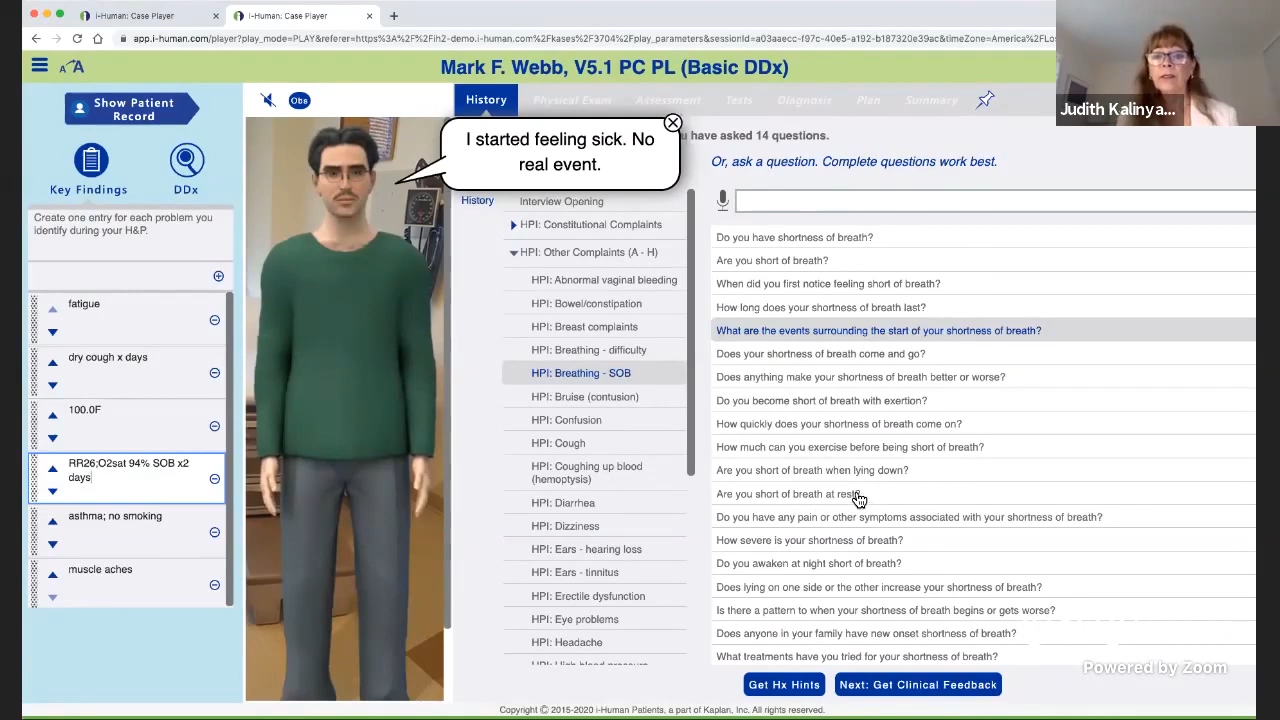 i-Human: Case Player
i-Human: Case Player
app.i-human.com/player?play_mode=PLAY&referer=https%3A%2F%2Fih2-demo.i-human.com%2Fkases%2F3704%2Fplay_parameters&sessionId=a03aaecc-f97c-40e5-a192-b187320e39ac&timeZone=America%2FLos
Mark F. Webb, V5.1 PC PL (Basic DDx)
Judith Kalinya...
Show Patient
Record
Key Findings
DDx
Create one entry for each problem you
identify during your H&P.
fatigue
dry cough x days
100.0F
RR26;O2sat 94% SOB x2
days
asthma; no smoking
muscle aches
Obs
I started feeling sick. No
real event.
History
Physical Exam
Assessment
Tests
Diagnosis
Plan
Summary
have asked 14 questions.
Or, ask a question. Complete questions work best.
History
Interview Opening
HPI: Constitutional Complaints
HPI: Other Complaints (A - H)
HPI: Abnormal vaginal bleeding
HPI: Bowel/constipation
HPI: Breast complaints
HPI: Breathing - difficulty
HPI: Breathing - SOB
HPI: Bruise (contusion)
HPI: Confusion
HPI: Cough
HPI: Coughing up blood
(hemoptysis)
HPI: Diarrhea
HPI: Dizziness
HPI: Ears - hearing loss
HPI: Ears - tinnitus
HPI: Erectile dysfunction
HPI: Eye problems
HPI: Headache
HPI: High blood pressure
Do you have shortness of breath?
Are you short of breath?
When did you first notice feeling short of breath?
How long does your shortness of breath last?
What are the events surrounding the start of your shortness of breath?
Does your shortness of breath come and go?
Does anything make your shortness of breath better or worse?
Do you become short of breath with exertion?
How quickly does your shortness of breath come on?
How much can you exercise before being short of breath?
Are you short of breath when lying down?
Are you short of breath at rest?
Do you have any pain or other symptoms associated with your shortness of breath?
How severe is your shortness of breath?
Do you awaken at night short of breath?
Does lying on one side or the other increase your shortness of breath?
Is there a pattern to when your shortness of breath begins or gets worse?
Does anyone in your family have new onset shortness of breath?
What treatments have you tried for your shortness of breath?
Powered by Zoom
Get Hx Hints
Next: Get Clinical Feedback
Copyright © 2015-2020 i-Human Patients, a part of Kaplan, Inc. All rights reserved.